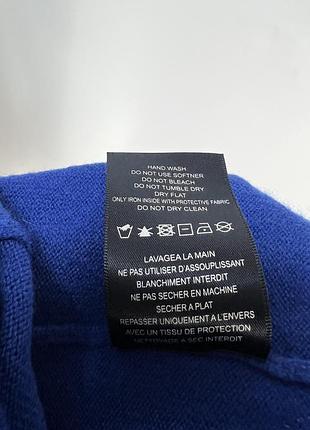 HAND WASH
DO NOT USE SOFTNER
DO NOT BLEACH
DO NOT TUMBLE DRY
DRY FLAT
ONLY IRON INSIDE WITH PROTECTIVE FABRIC
DO NOT DRY CLEAN
LAVAGEA LA MAIN
NE PAS UTILISER D'ASSOUPLISSANT
BLANCHIMENT INTERDIT
NE PAS SECHER EN MACHINE
SECHER A PLAT
REPASSER UNIQUEMENT A L'ENVERS
AVEC UN TISSU DE PROTECTION
NETTOYAGE A SEC INTERDIT